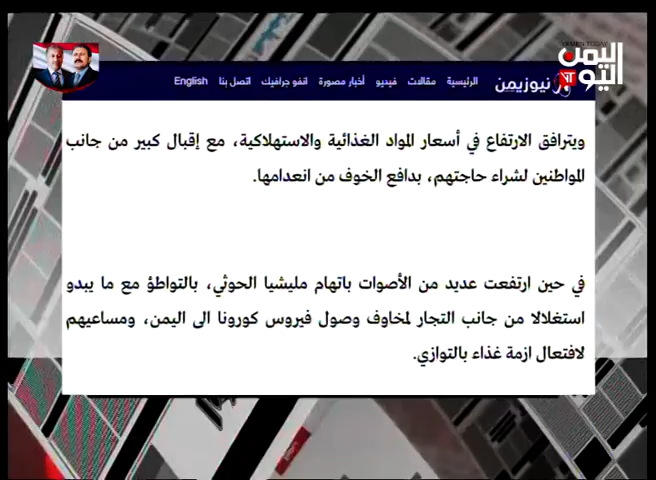 YEMEN TODAY
اليمن
اليوم
نيوزيمن
الرئيسية مقالات فيديو أخبار مصورة انفو جرافيك اتصل بنا English
ويترافق الارتفاع في أسعار المواد الغذائية والاستهلاكية، مع إقبال كبير من جانب
المواطنين لشراء حاجتهم، بدافع الخوف من انعدامها.
في حين ارتفعت عديد من الأصوات باتهام مليشيا الحوثي، بالتواطؤ مع ما يبدو
استغلالا من جانب التجار لمخاوف وصول فيروس كورونا الى اليمن، ومساعيهم
لافتعال ازمة غذاء بالتوازي.